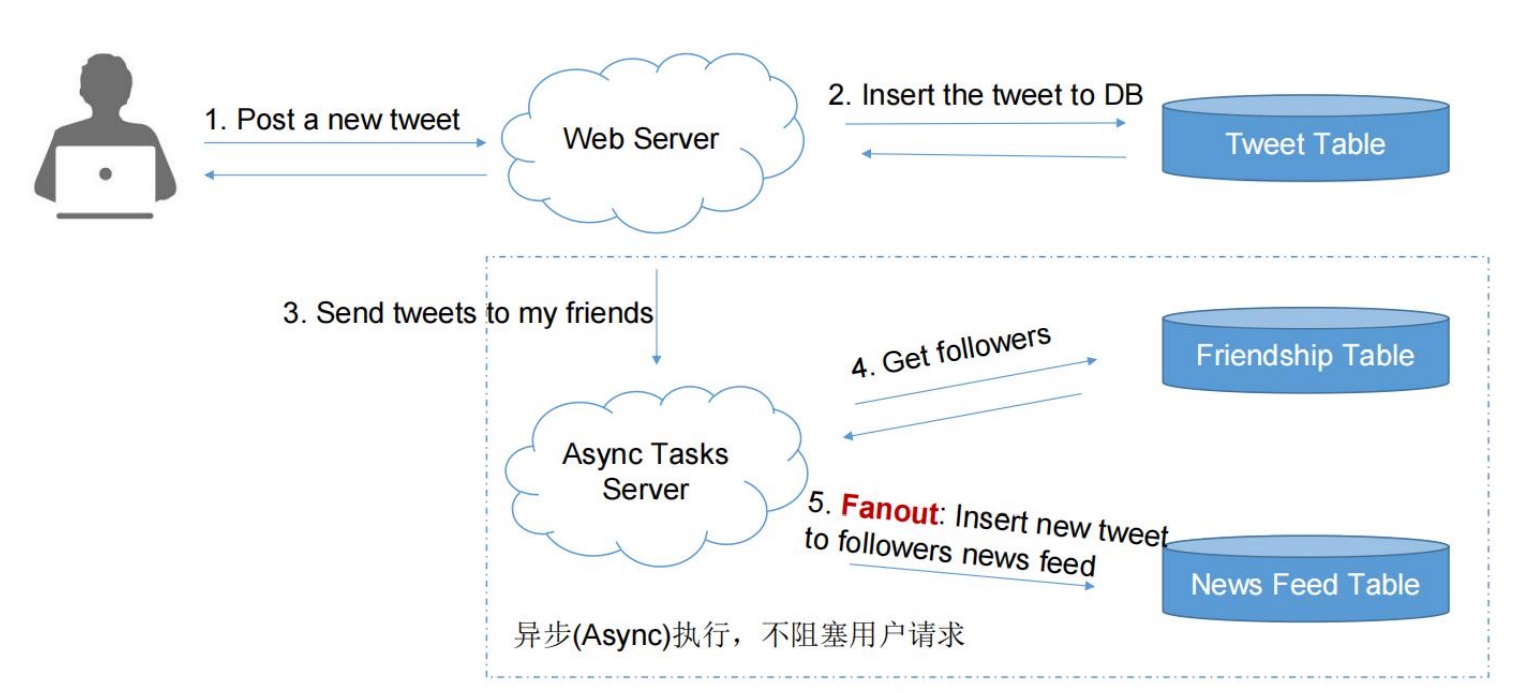 1. Post a new tweet
Web Server
2. Insert the tweet to DB
Tweet Table
3. Send tweets to my friends
4. Get followers
Friendship Table
Async Tasks
Server
5. Fanout: Insert new tweet
to followers news feed
News Feed Table
异步(Async)执行，不阻塞用户请求